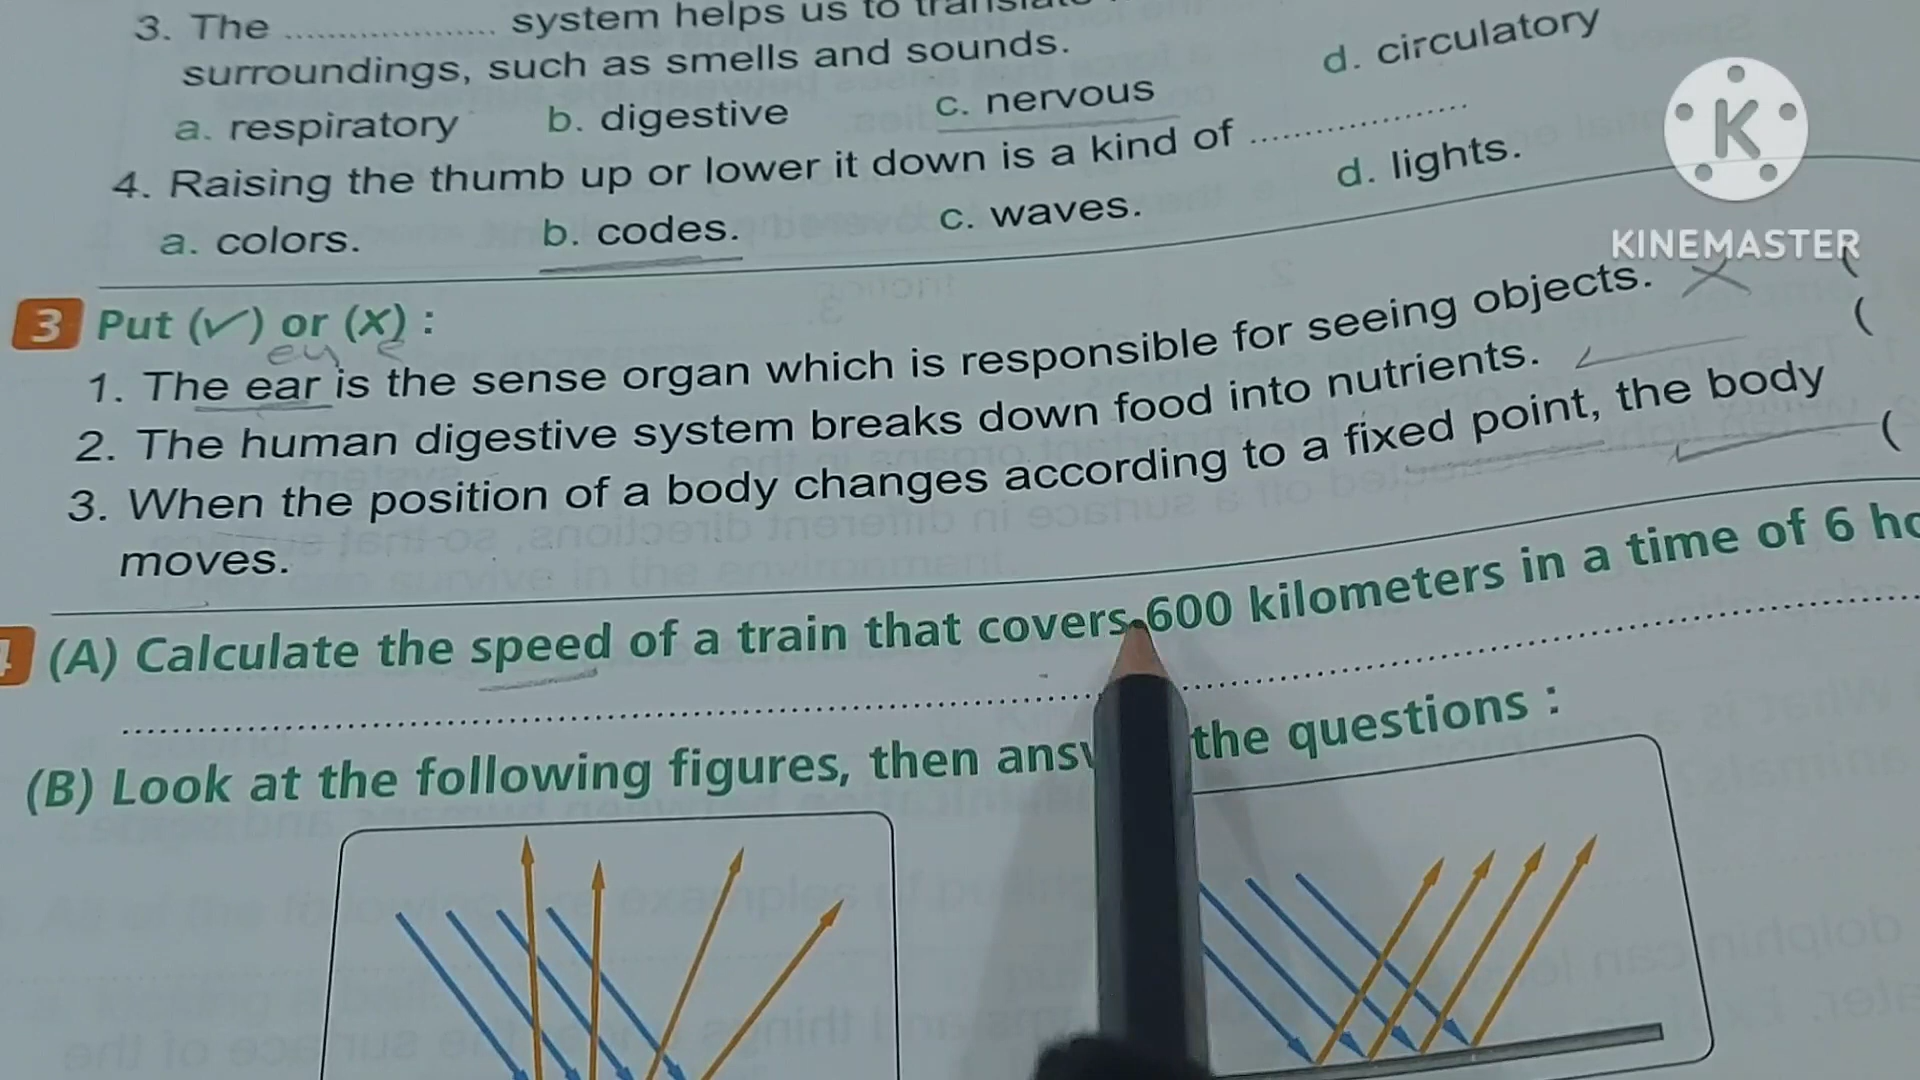 3. The .................... system helps us to
surroundings, such as smells and sounds.
a. respiratory b. digestive c. nervous d. circulatory
4. Raising the thumb up or lower it down is a kind of ....................
a. colors. b. codes. c. waves. d. lights.
K
KINEMASTER
3 Put (✓) or (x) :
eye
1. The ear is the sense organ which is responsible for seeing objects. X (
2. The human digestive system breaks down food into nutrients. ✓ (
3. When the position of a body changes according to a fixed point, the body ✓ (
moves.
4 (A) Calculate the speed of a train that covers 600 kilometers in a time of 6
(B) Look at the following figures, then the questions :